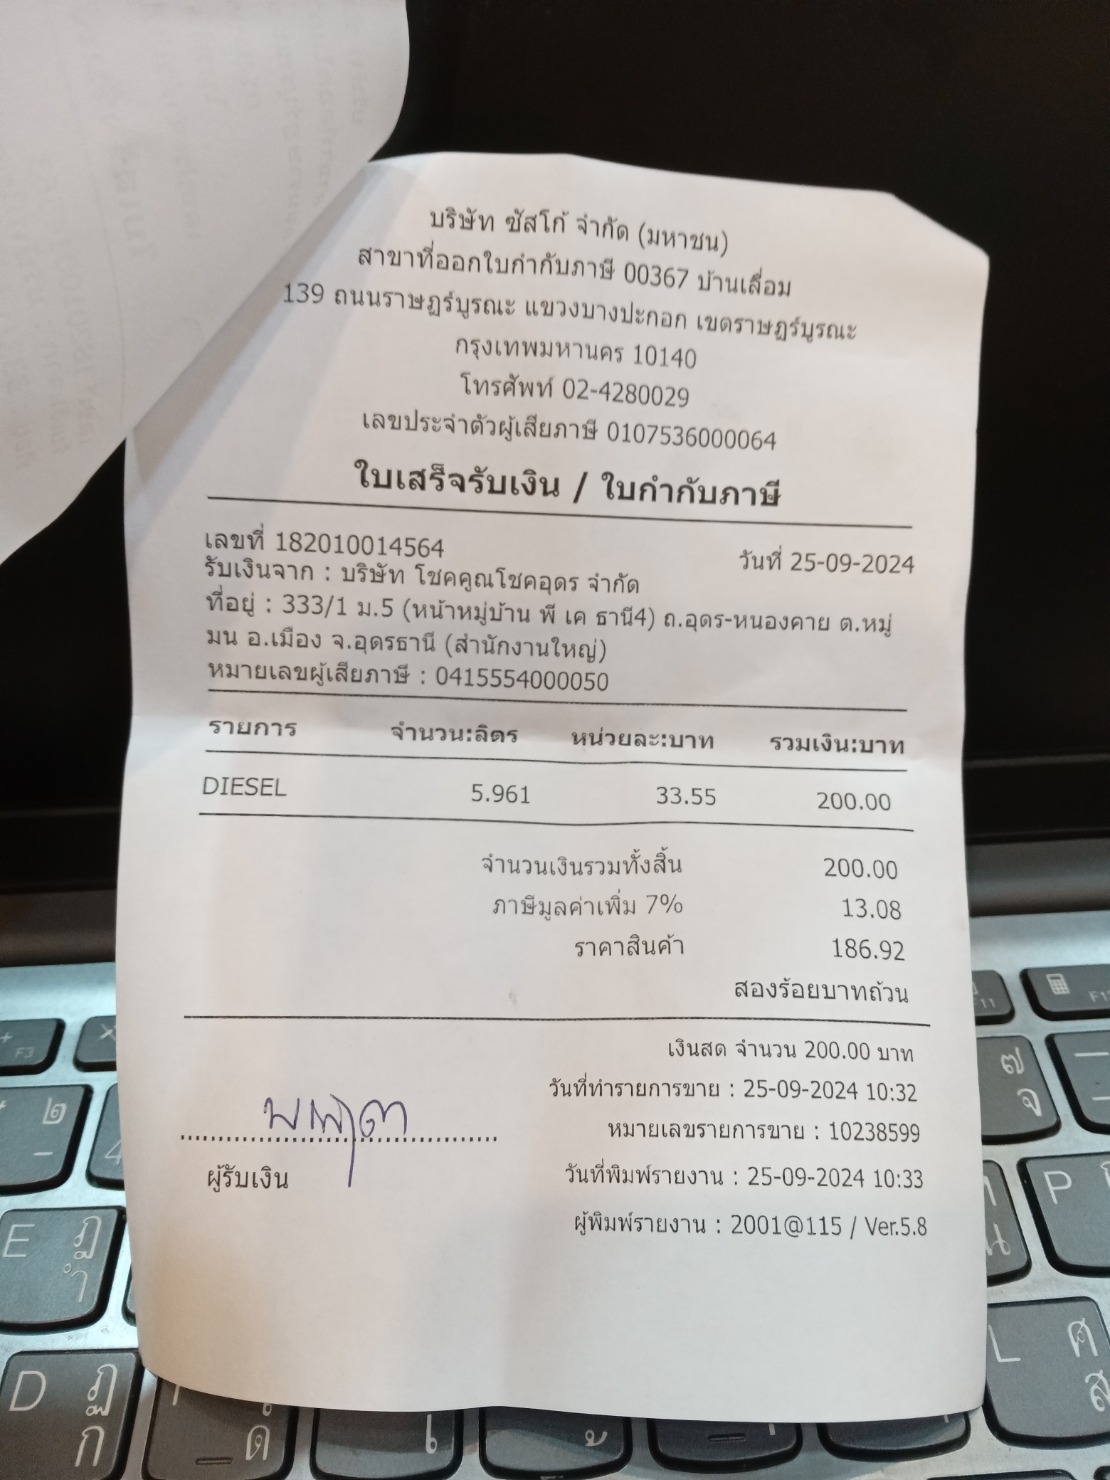 บริษัท ซัสโก้ จำกัด (มหาชน)
สาขาที่ออกใบกำกับภาษี 00367 บ้านเลื่อม
139 ถนนราษฎร์บูรณะ แขวงบางปะกอก เขตราษฎร์บูรณะ
กรุงเทพมหานคร 10140
โทรศัพท์ 02-4280029
เลขประจำตัวผู้เสียภาษี 0107536000064
ใบเสร็จรับเงิน / ใบกำกับภาษี
เลขที่ 182010014564 วันที่ 25-09-2024
รับเงินจาก : บริษัท โชคคูณโชคอุดร จำกัด
ที่อยู่ : 333/1 ม.5 (หน้าหมู่บ้าน พี เค ธานี4) ถ.อุดร-หนองคาย ต.หมู่
มน อ.เมือง จ.อุดรธานี (สำนักงานใหญ่)
หมายเลขผู้เสียภาษี : 0415554000050
รายการ จำนวน:ลิตร หน่วยละ:บาท รวมเงิน:บาท
DIESEL 5.961 33.55 200.00
จำนวนเงินรวมทั้งสิ้น 200.00
ภาษีมูลค่าเพิ่ม 7% 13.08
ราคาสินค้า 186.92
สองร้อยบาทถ้วน
เงินสด จำนวน 200.00 บาท
วันที่ทำรายการขาย : 25-09-2024 10:32
หมายเลขรายการขาย : 10238599
ผู้รับเงิน
วันที่พิมพ์รายงาน : 25-09-2024 10:33
ผู้พิมพ์รายงาน : 2001@115 / Ver.5.8
F3
F11
๒
๗
จ
4
E ฎ
P
น
D ฏ
ก
L ศ
ส